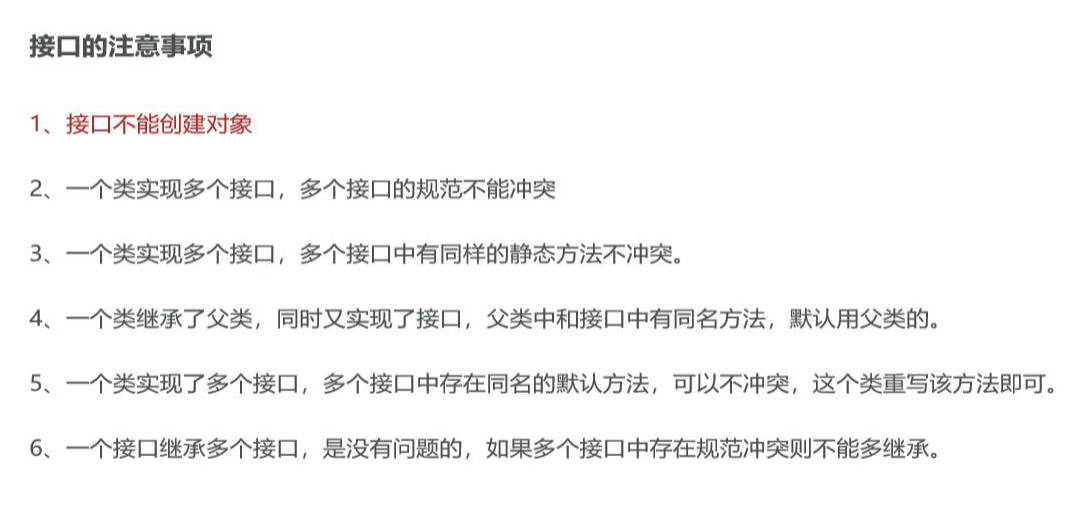 接口的注意事项
1、接口不能创建对象
2、一个类实现多个接口，多个接口的规范不能冲突
3、一个类实现多个接口，多个接口中有同样的静态方法不冲突。
4、一个类继承了父类，同时又实现了接口，父类中和接口中有同名方法，默认用父类的。
5、一个类实现了多个接口，多个接口中存在同名的默认方法，可以不冲突，这个类重写该方法即可。
6、一个接口继承多个接口，是没有问题的，如果多个接口中存在规范冲突则不能多继承。